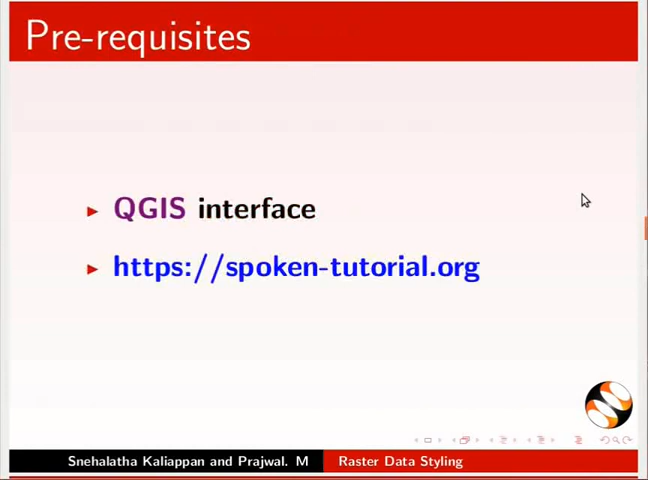 Pre-requisites
QGIS interface
https://spoken-tutorial.org
Snehalatha Kaliappan and Prajwal. M Raster Data Styling